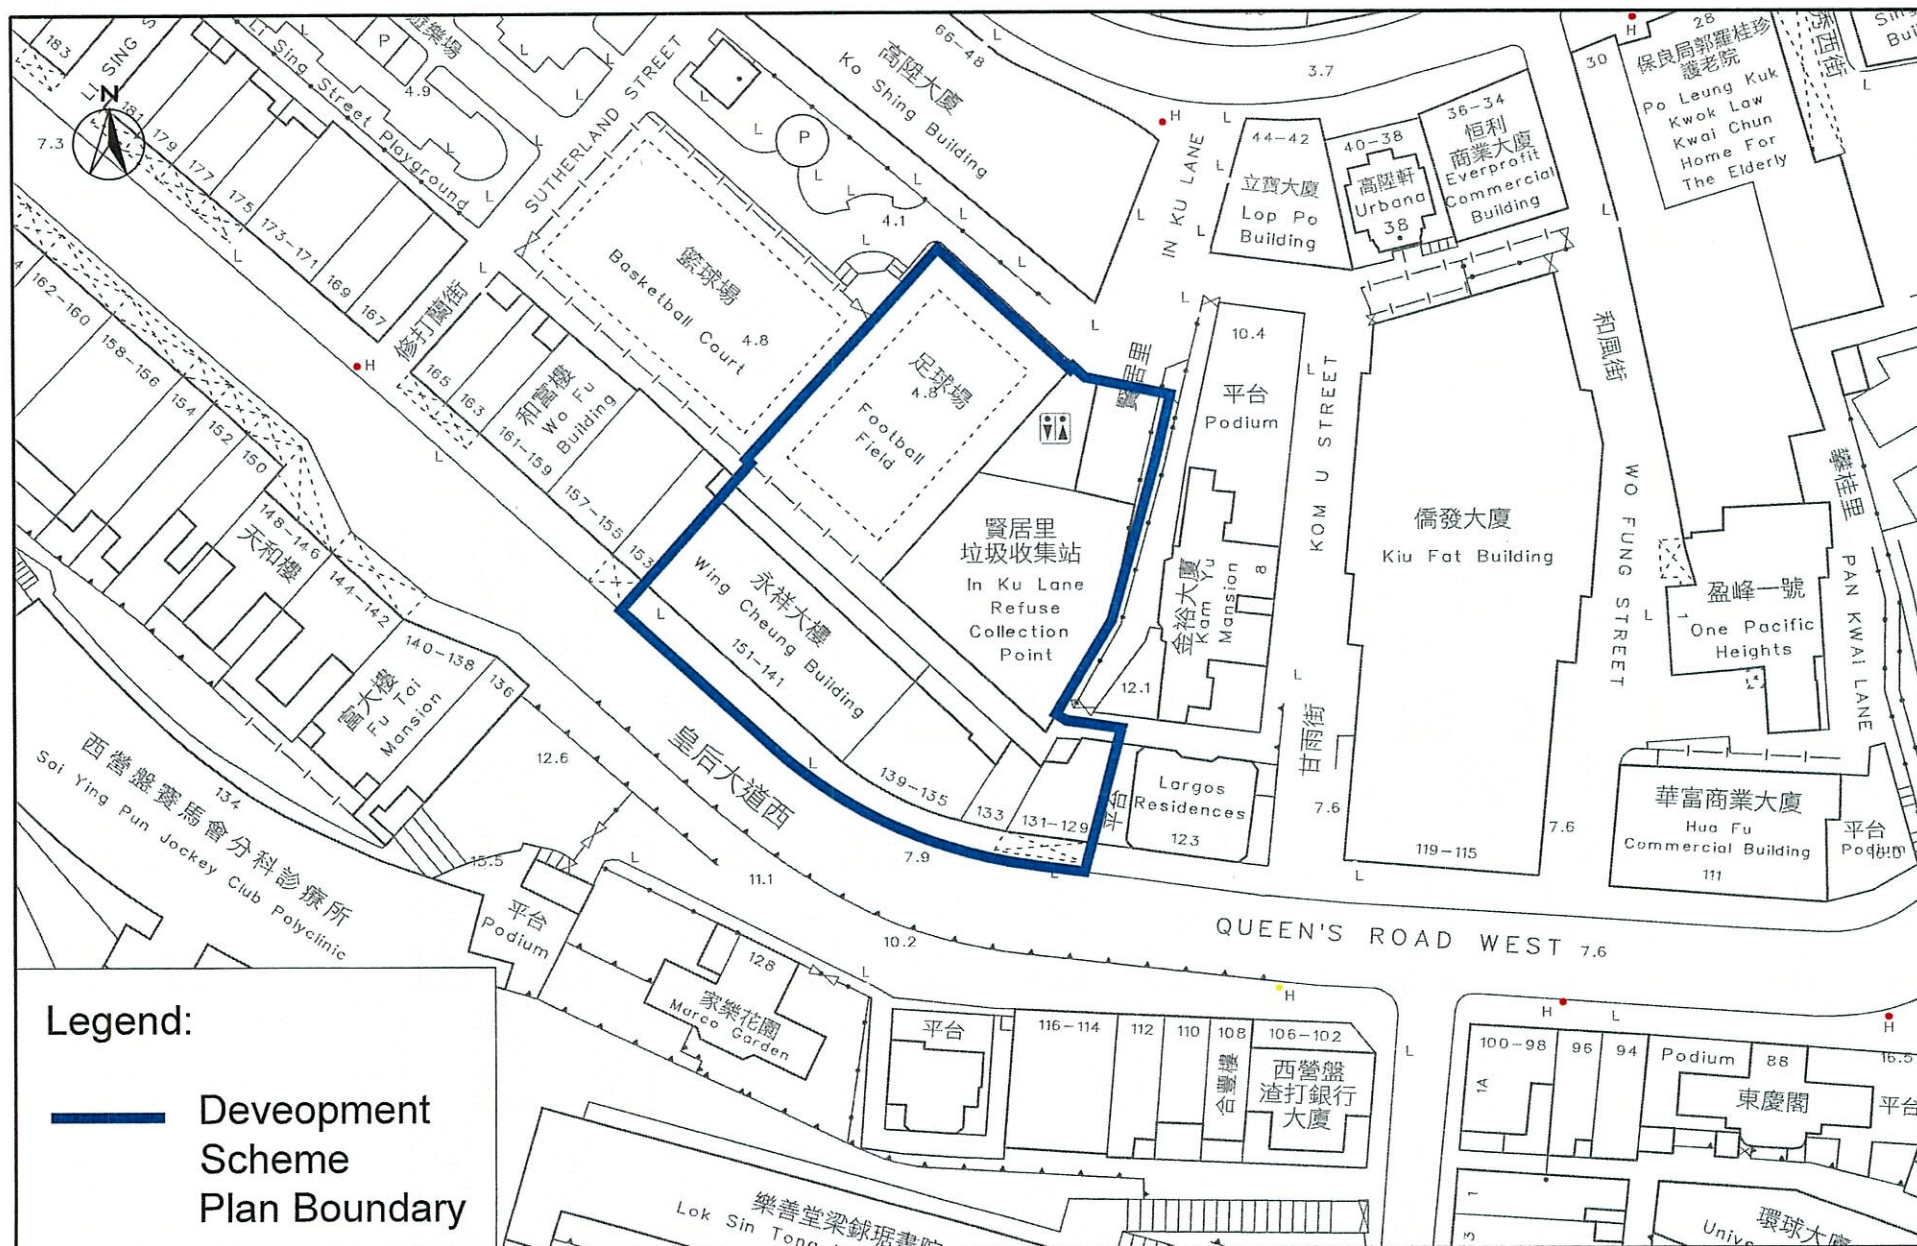 183
LI SING S
181
179
177
175
173-171
169
167
N
7.3
Li Sing Street Playground
P
遊樂場
4.9
SUTHERLAND STREET
66-48
高陞大廈
Ko Shing Building
P
4.1
籃球場
Basketball Court
4.8
足球場
4.8
Football
Field
3.7
H
IN KU LANE
44-42
立寶大廈
Lop Po
Building
40-38
高陞軒
Urbana
38
36-34
恒利
商業大廈
Everprofit
Commercial
Building
30
H
28
保良局郭羅桂珍
護老院
Po Leung Kuk
Kwok Law
Kwai Chun
Home For
The Elderly
秀西街
Sing
Bui
162-160
158-156
154
152
150
148-146
天和樓
144-142
140-138
富大樓
Fu Tai
Mansion
136
H
修打蘭街
165
163
和富樓
Wo Fu
Building
161-159
157-155
153
永祥大樓
Wing Cheung Building
151-141
139-135
133
131-129
賢居里
賢居里
垃圾收集站
In Ku Lane
Refuse
Collection
Point
10.4
平台
Podium
金裕大廈
Kam Yu
Mansion
8
12.1
KOM U STREET
甘雨街
7.6
僑發大廈
Kiu Fat Building
119-115
和風街
WO FUNG STREET
7.6
攀桂里
PAN KWAI LANE
盈峰一號
One Pacific
Heights
1
華富商業大廈
Hua Fu
Commercial Building
111
平台
Podium
平台
Largos
Residences
123
皇后大道西
7.9
12.6
11.1
10.2
15.5
QUEEN'S ROAD WEST 7.6
西營盤賽馬會分科診療所
Sai Ying Pun Jockey Club Polyclinic
134
平台
Podium
128
家樂花園
Marco Garden
平台
116-114
112
110
108
合豐樓
106-102
西營盤
渣打銀行
大廈
H
H
H
100-98
96
94
Podium
88
16.5
1A
東慶閣
平台
1
3
環球大廈
Unive
樂善堂梁銶琚書院
Lok Sin Tong
Legend:
Deveopment
Scheme
Plan Boundary